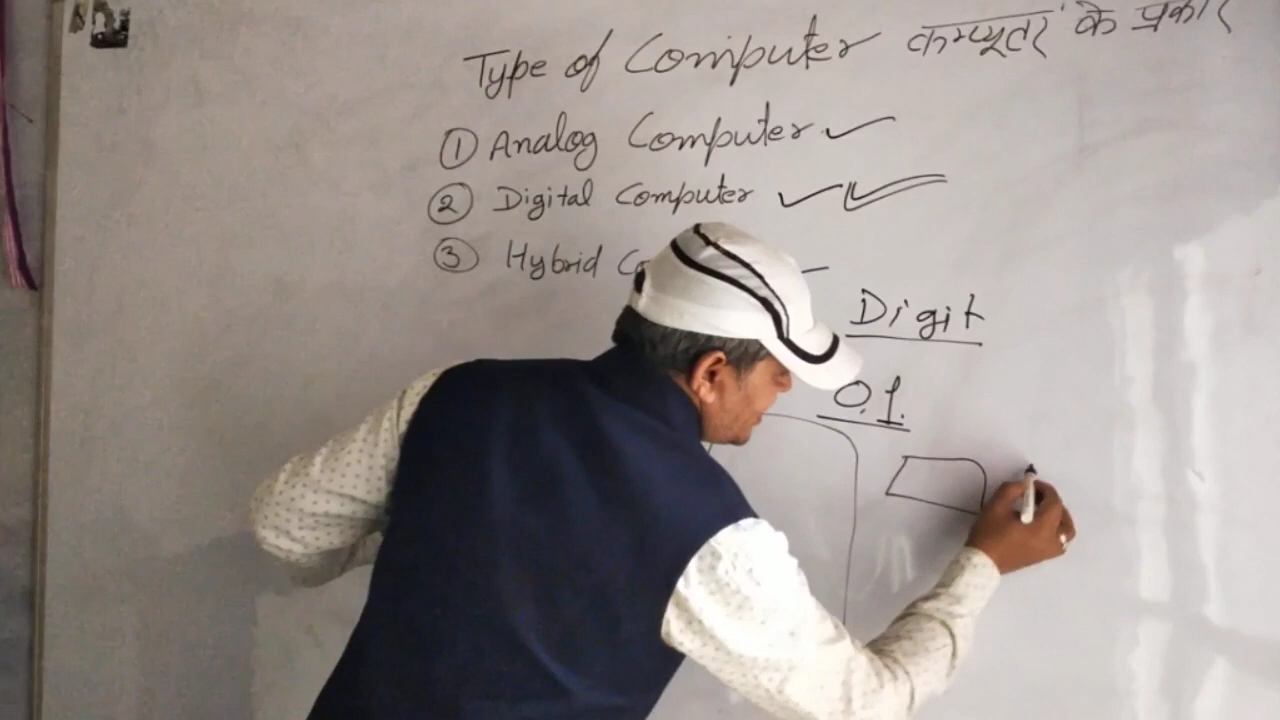 Type of Computer कम्प्यूटर के प्रकार
① Analog Computer
② Digital Computer
③ Hybrid
Digit
0.1.